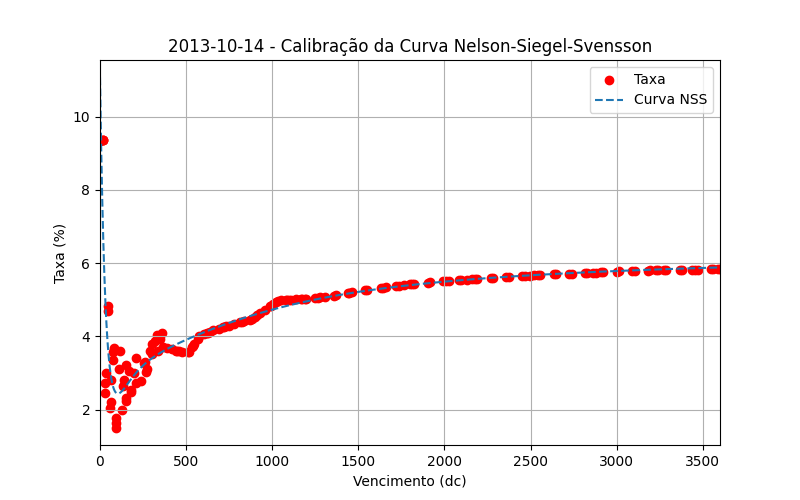 2013-10-14 - Calibração da Curva Nelson-Siegel-Svensson
Taxa
Curva NSS
Taxa (%)
10
8
6
4
2
0 500 1000 1500 2000 2500 3000 3500
Vencimento (dc)